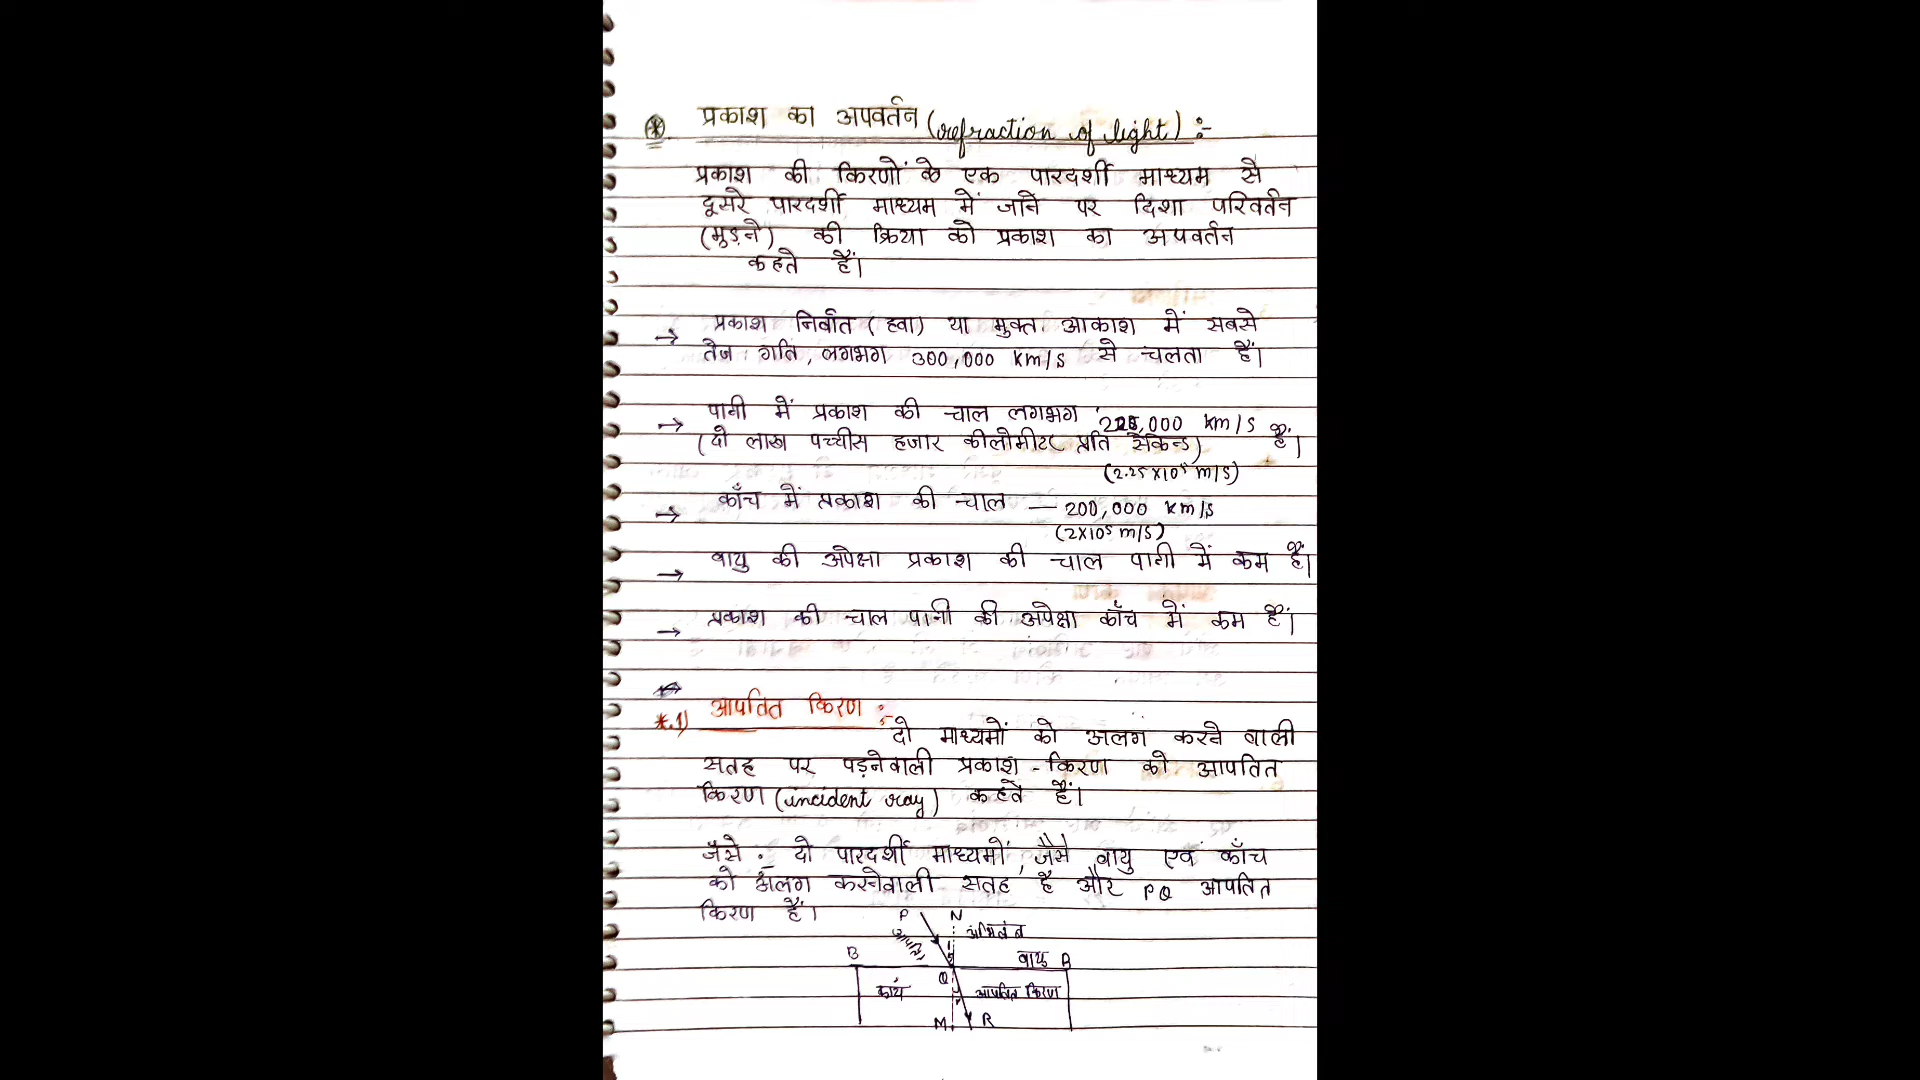 प्रकाश का अपवर्तन (refraction of light) :-
प्रकाश की किरणों के एक पारदर्शी माध्यम से
दूसरे पारदर्शी माध्यम में जाने पर दिशा परिवर्तन
(मुड़ने) की क्रिया को प्रकाश का अपवर्तन
कहते हैं।
→ प्रकाश निर्वात (हवा) या मुक्त आकाश में सबसे
तेज गति, लगभग 300,000 km/s से चलता हैं।
→ पानी में प्रकाश की चाल लगभग 225,000 km/s हैं।
(दो लाख पच्चीस हजार कीलोमीटर प्रति सेकेन्ड)
(2.25×10⁸ m/s)
→ काँच में प्रकाश की चाल — 200,000 km/s
(2×10⁵ m/s)
→ वायु की अपेक्षा प्रकाश की चाल पानी में कम हैं।
→ प्रकाश की चाल पानी की अपेक्षा काँच में कम हैं।
*.1) आपतित किरण :-
दो माध्यमों को अलग करने वाली
सतह पर पड़नेवाली प्रकाश - किरण को आपतित
किरण (incident ray) कहते हैं।
जैसे :- दो पारदर्शी माध्यमों, जैसे वायु एवं काँच
को अलग करनेवाली सतह है और PQ आपतित
किरण हैं।
P N अभिलंब
B वायु A
काय Q आपतित किरण
M R